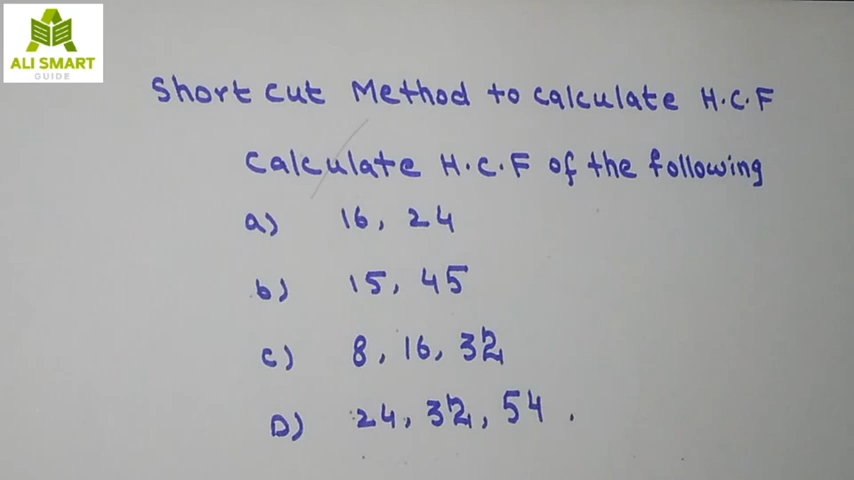 ALI SMART
GUIDE
Short cut Method to calculate H.C.F
Calculate H.C.F of the following
a) 16, 24
b) 15, 45
c) 8, 16, 32
D) 24, 32, 54.